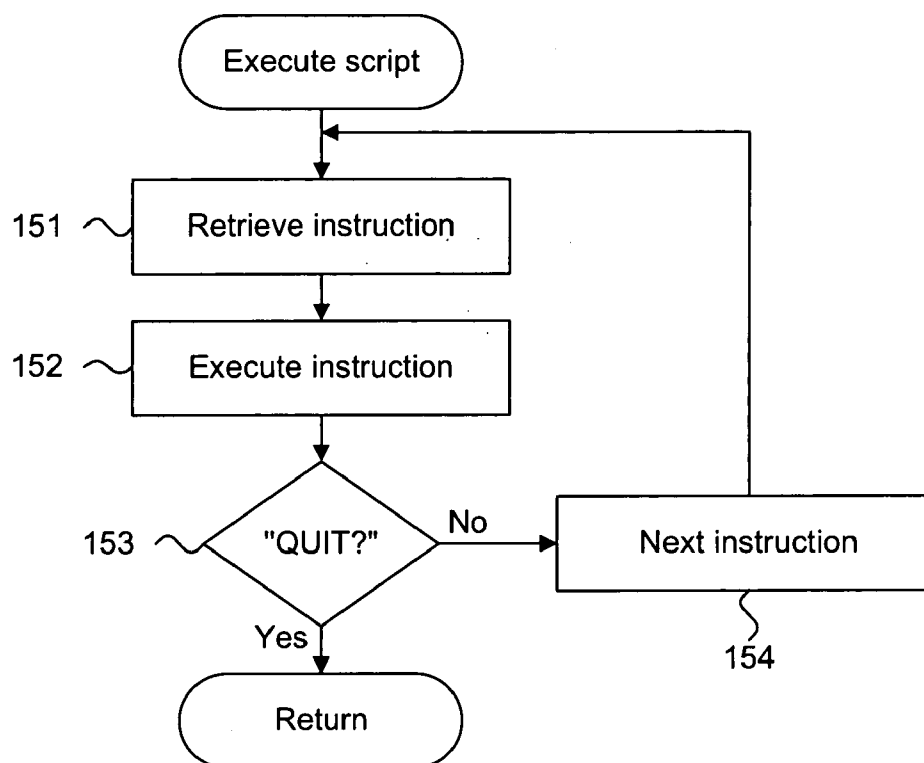 Execute script
151
Retrieve instruction
152
Execute instruction
153
"QUIT?"
No
Next instruction
154
Yes
Return